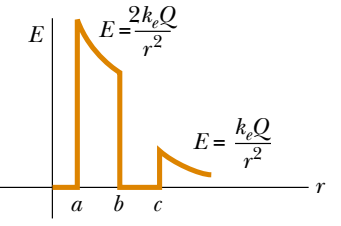 E
E = 2k_eQ / r^2
E = k_eQ / r^2
r
a b c